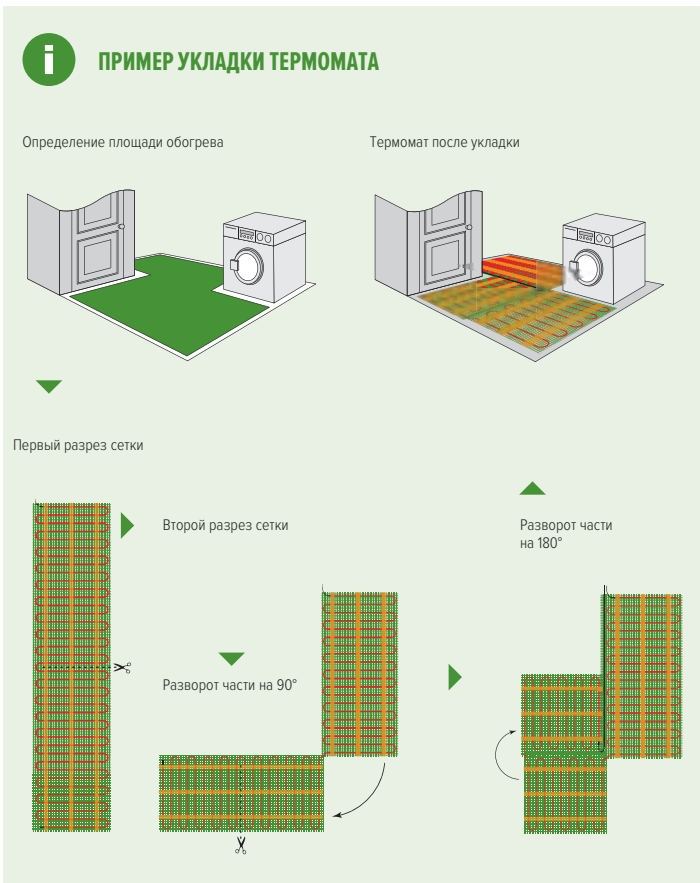 ПРИМЕР УКЛАДКИ ТЕРМОМАТА
Определение площади обогрева
Термомат после укладки
Первый разрез сетки
Второй разрез сетки
Разворот части на 90°
Разворот части
на 180°